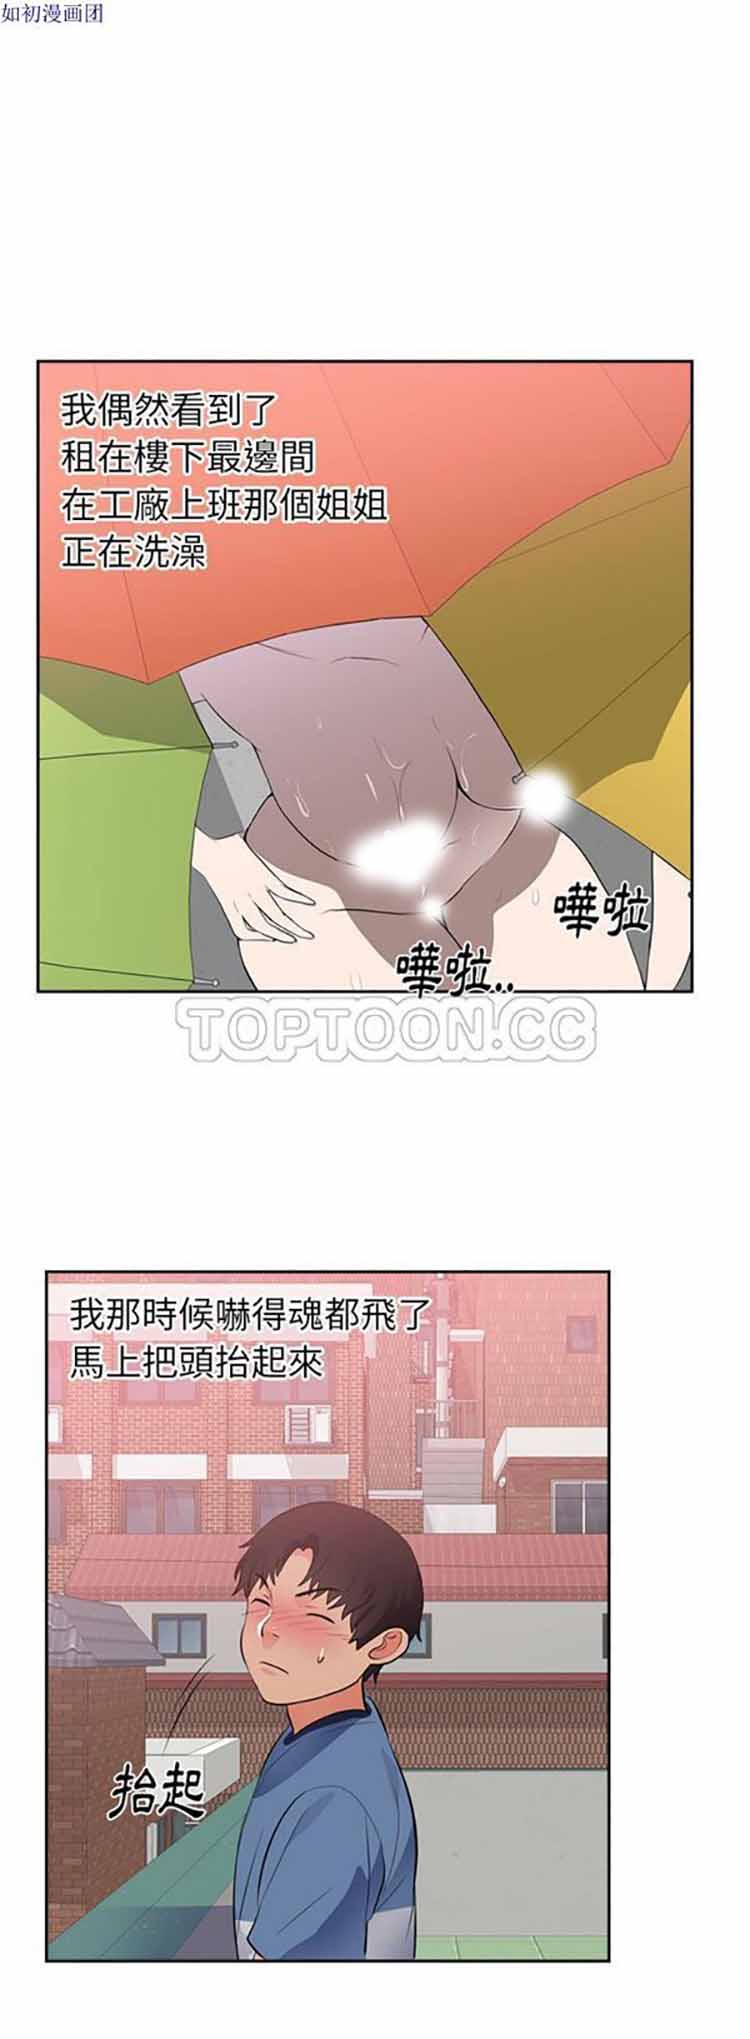 如初漫画团
我偶然看到了
租在樓下最邊間
在工廠上班那個姐姐
正在洗澡
嘩啦
嘩啦..
TOPTOON.CC
我那時候嚇得魂都飛了
馬上把頭抬起來
抬起